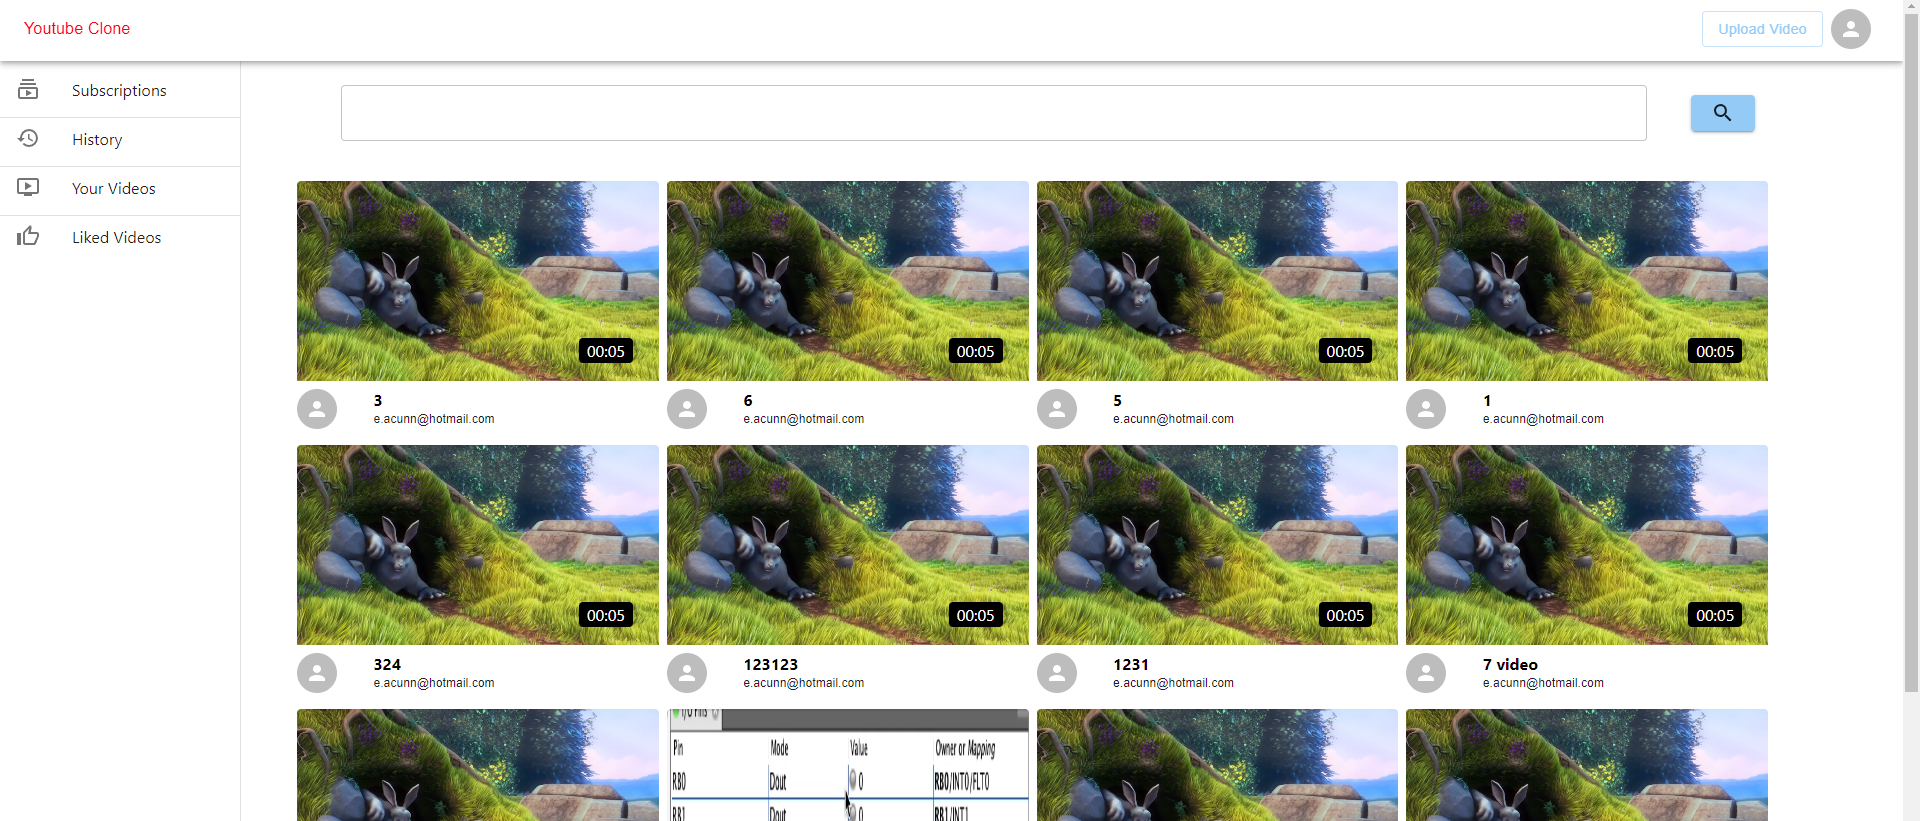 Youtube Clone
Upload Video
Subscriptions
History
Your Videos
Liked Videos
00:05
00:05
00:05
00:05
3
e.acunn@hotmail.com
6
e.acunn@hotmail.com
5
e.acunn@hotmail.com
1
e.acunn@hotmail.com
00:05
00:05
00:05
00:05
324
e.acunn@hotmail.com
123123
e.acunn@hotmail.com
1231
e.acunn@hotmail.com
7 video
e.acunn@hotmail.com
I/O Pins
Pin Mode Value Owner or Mapping
RB0 Dout 0 RB0/INT0/FLT0
RB1 Dout 0 RB1/INT1